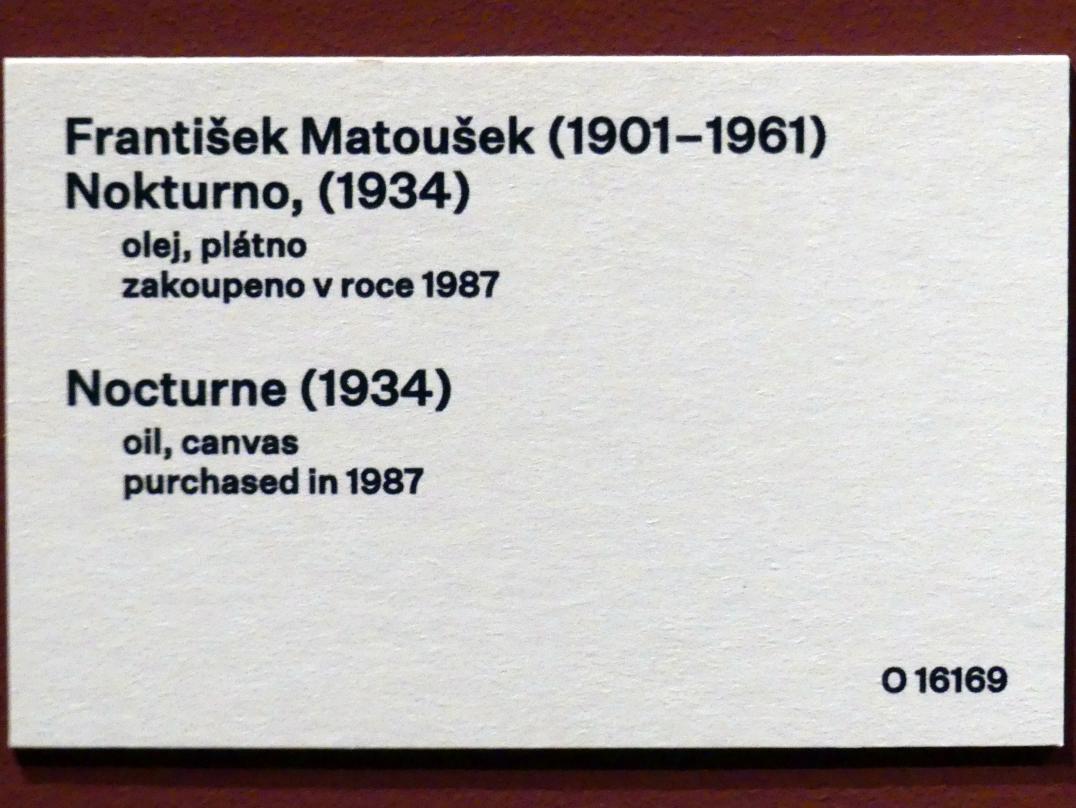 František Matoušek (1901–1961)
Nokturno, (1934)
olej, plátno
zakoupeno v roce 1987
Nocturne (1934)
oil, canvas
purchased in 1987
O 16169